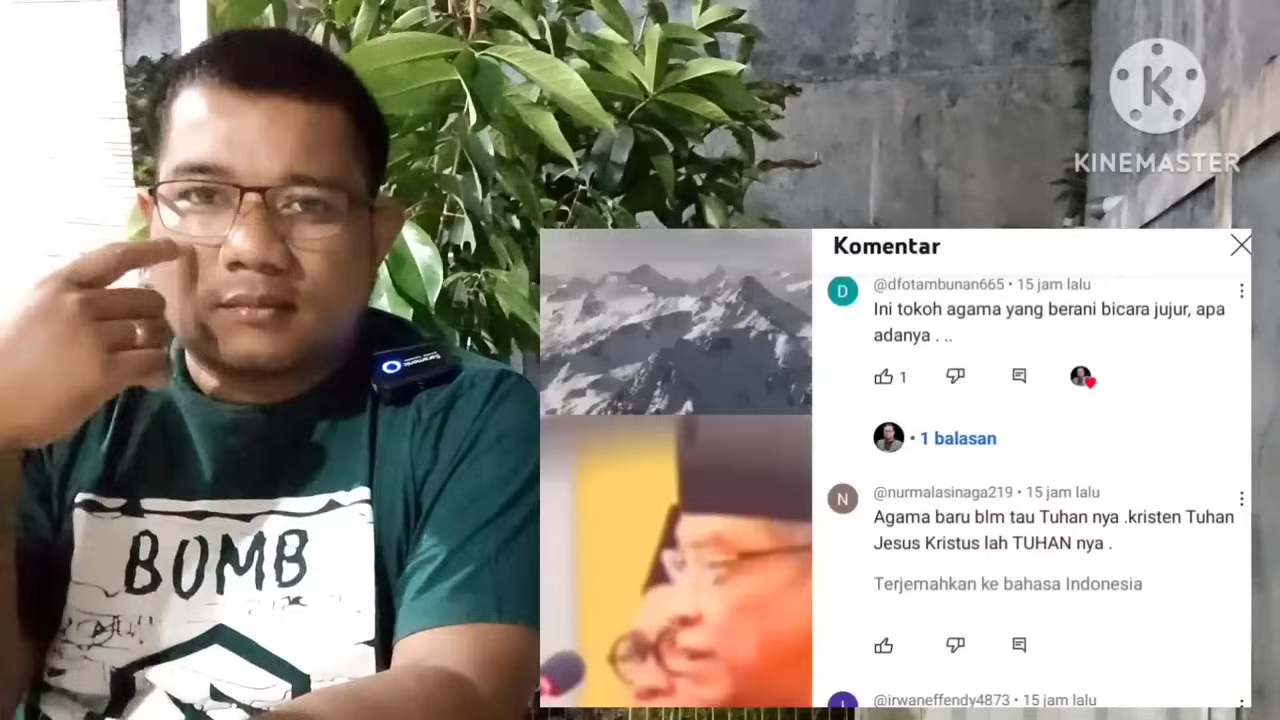 KINEMASTER
Komentar
D
@dfotambunan665 • 15 jam lalu
Ini tokoh agama yang berani bicara jujur, apa
adanya . ..
1
• 1 balasan
N
@nurmalasinaga219 • 15 jam lalu
Agama baru blm tau Tuhan nya .kristen Tuhan
Jesus Kristus lah TUHAN nya .
Terjemahkan ke bahasa Indonesia
@irwaneffendy4873 • 15 jam lalu
Saramonic
BOMB